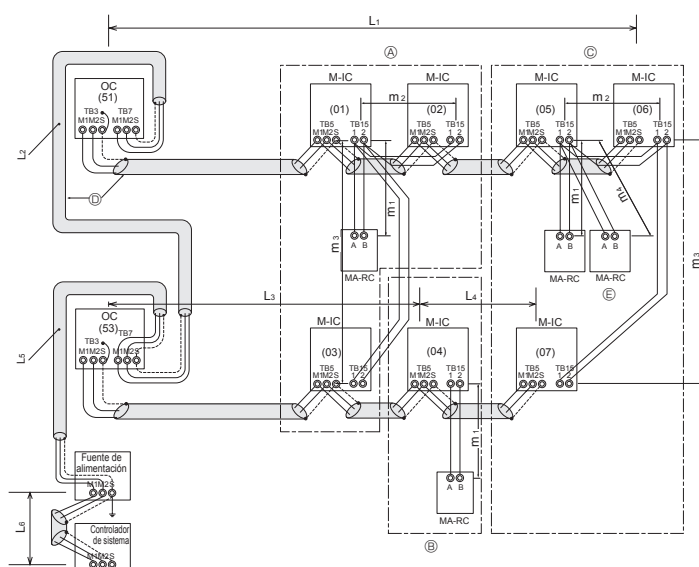 L1
A
C
M-IC
M-IC
M-IC
M-IC
OC
(51)
TB3
TB7
M1M2S
M1M2S
(01)
m2
(02)
(05)
m2
(06)
TB5
M1M2S
TB15
1 2
TB5
M1M2S
TB15
1 2
TB5
M1M2S
TB15
1 2
TB5
M1M2S
TB15
1 2
L2
D
m1
m1
m4
m3
m3
A B
MA-RC
A B
MA-RC
A B
MA-RC
E
L3
L4
OC
(53)
TB3
TB7
M1M2S
M1M2S
M-IC
M-IC
M-IC
(03)
(04)
(07)
TB5
M1M2S
TB15
1 2
TB5
M1M2S
TB15
1 2
TB5
M1M2S
TB15
1 2
L5
m1
Fuente de
alimentación
M1M2S
A B
MA-RC
L6
Controlador
de sistema
M1M2S
B